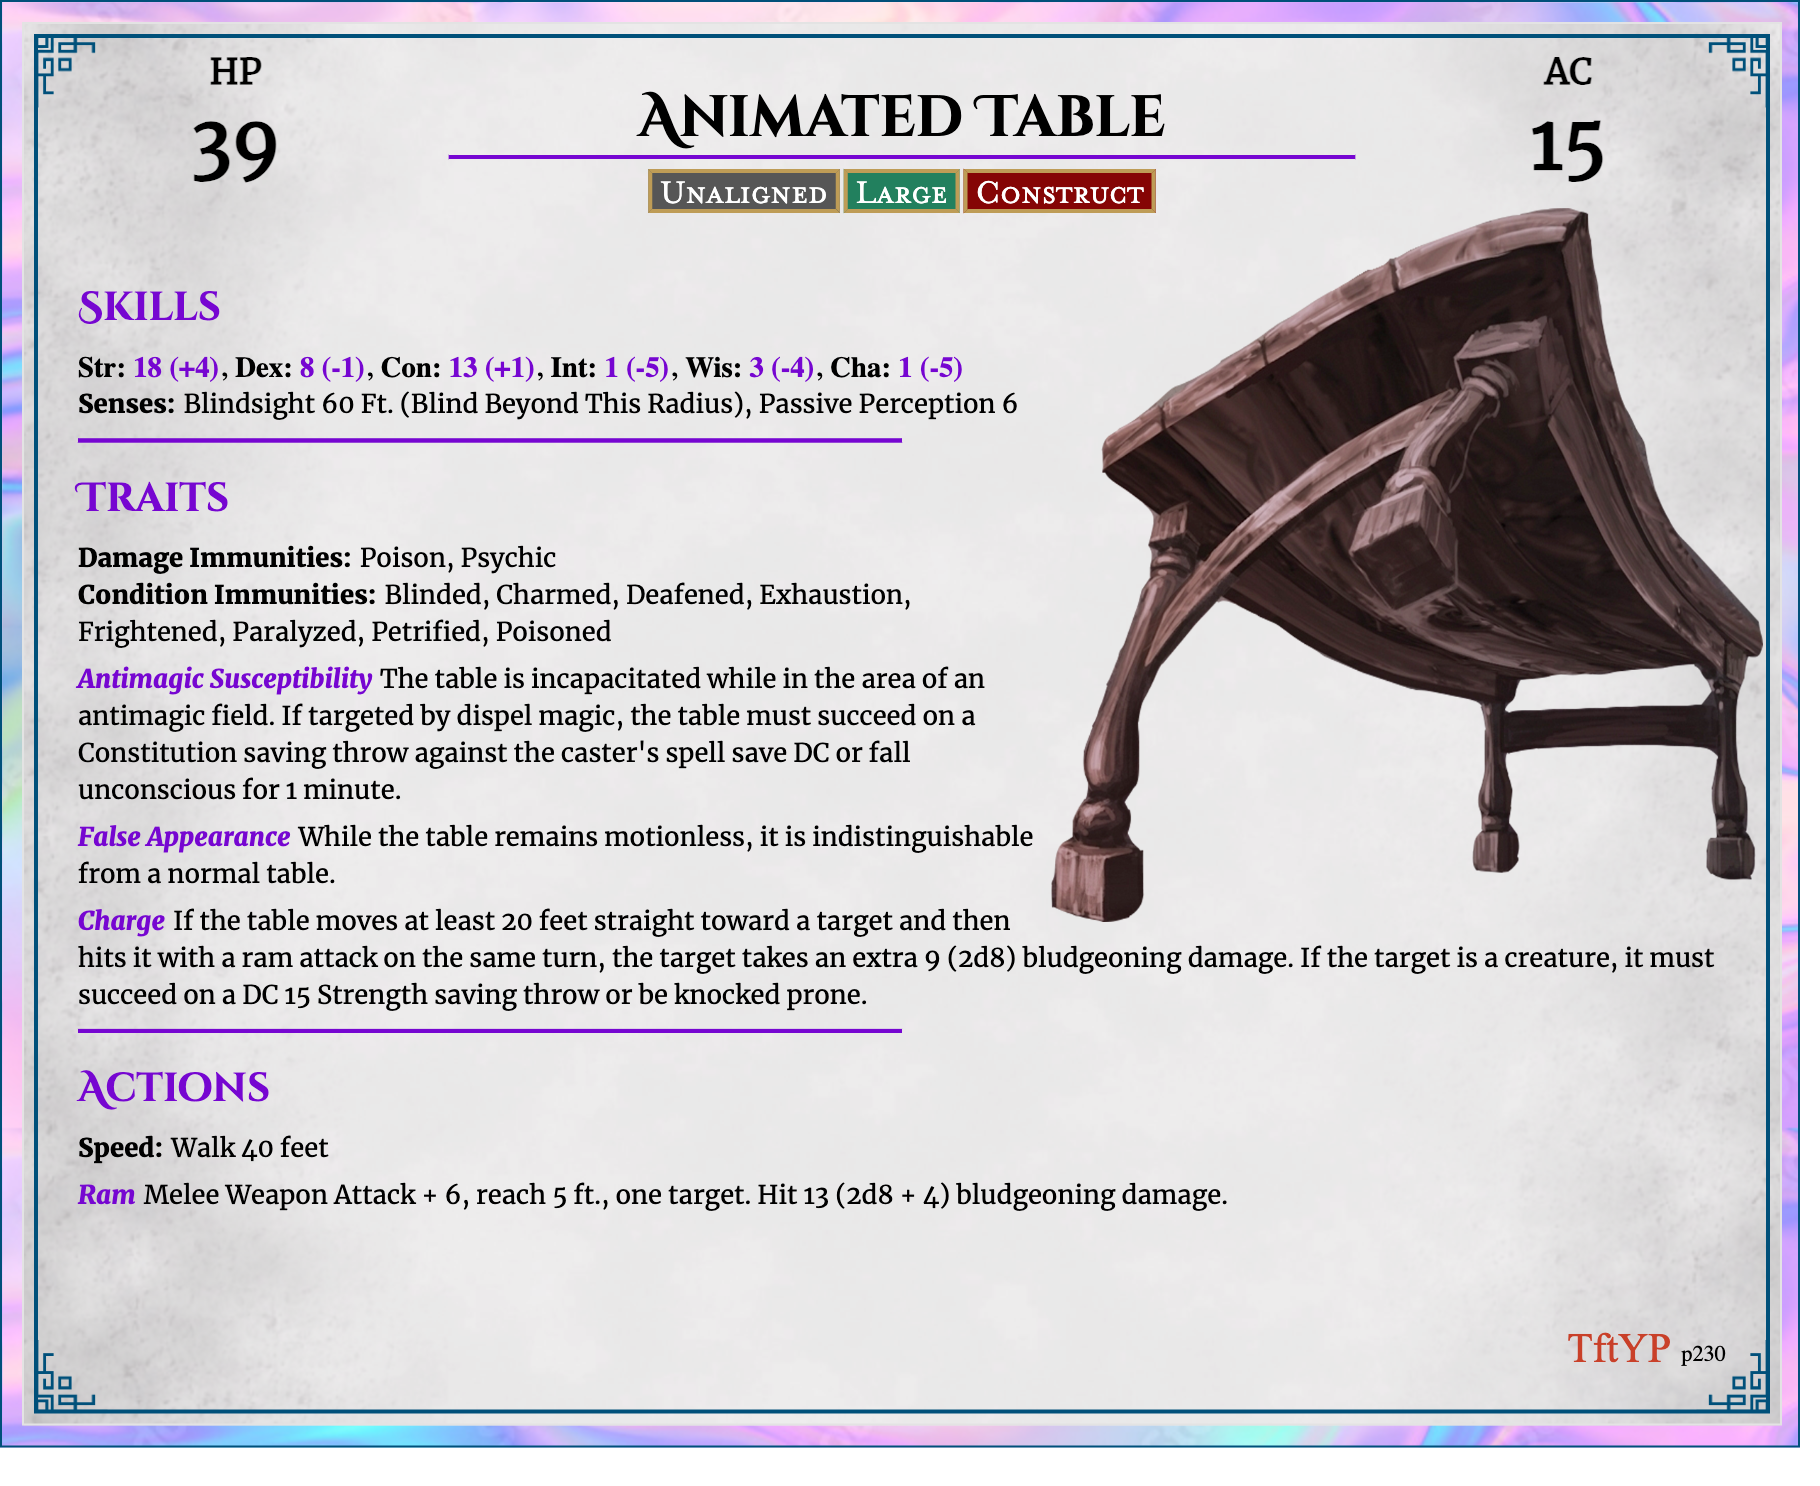 HP
39
Animated Table
AC
15
Unaligned Large Construct
Skills
Str: 18 (+4), Dex: 8 (-1), Con: 13 (+1), Int: 1 (-5), Wis: 3 (-4), Cha: 1 (-5)
Senses: Blindsight 60 Ft. (Blind Beyond This Radius), Passive Perception 6
Traits
Damage Immunities: Poison, Psychic
Condition Immunities: Blinded, Charmed, Deafened, Exhaustion,
Frightened, Paralyzed, Petrified, Poisoned
Antimagic Susceptibility The table is incapacitated while in the area of an
antimagic field. If targeted by dispel magic, the table must succeed on a
Constitution saving throw against the caster's spell save DC or fall
unconscious for 1 minute.
False Appearance While the table remains motionless, it is indistinguishable
from a normal table.
Charge If the table moves at least 20 feet straight toward a target and then
hits it with a ram attack on the same turn, the target takes an extra 9 (2d8) bludgeoning damage. If the target is a creature, it must
succeed on a DC 15 Strength saving throw or be knocked prone.
Actions
Speed: Walk 40 feet
Ram Melee Weapon Attack + 6, reach 5 ft., one target. Hit 13 (2d8 + 4) bludgeoning damage.
TftYP p230